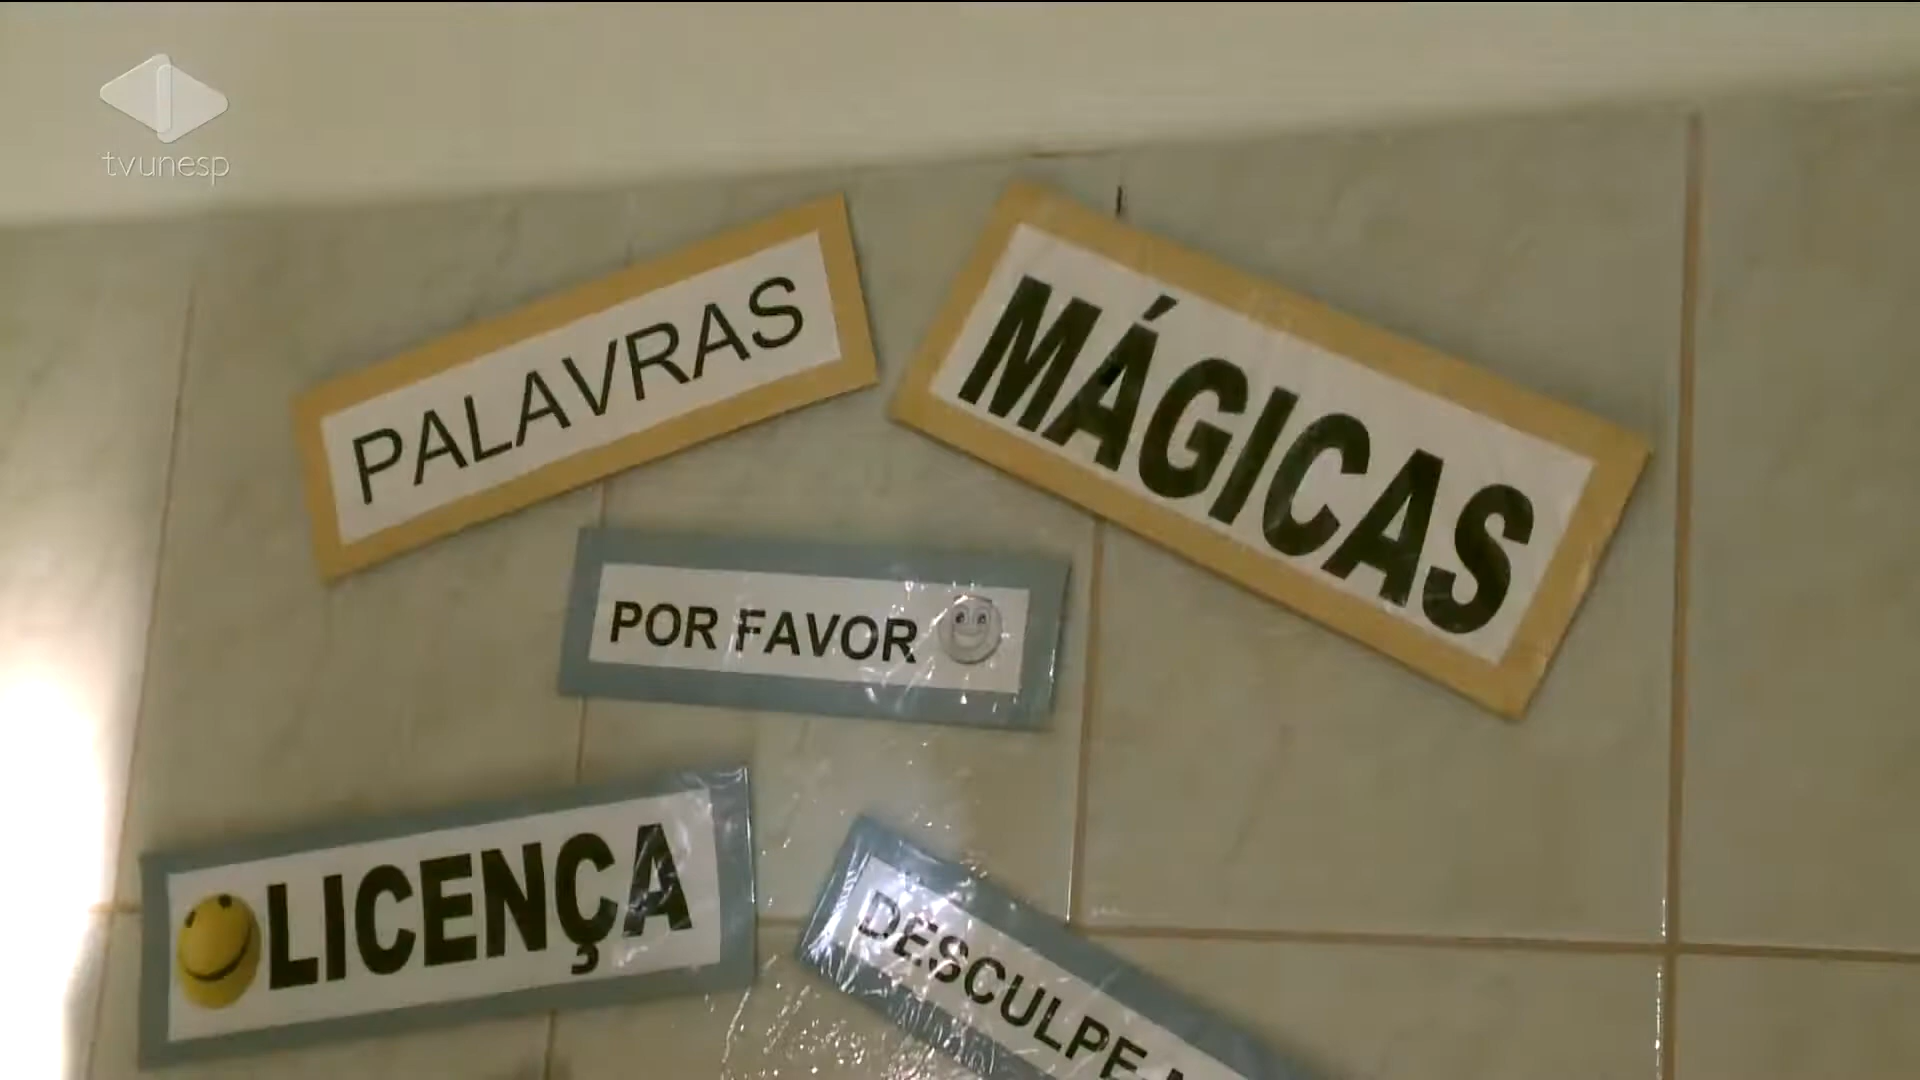 tvunesp
PALAVRAS
MÁGICAS
POR FAVOR
LICENÇA
DESCULPE-